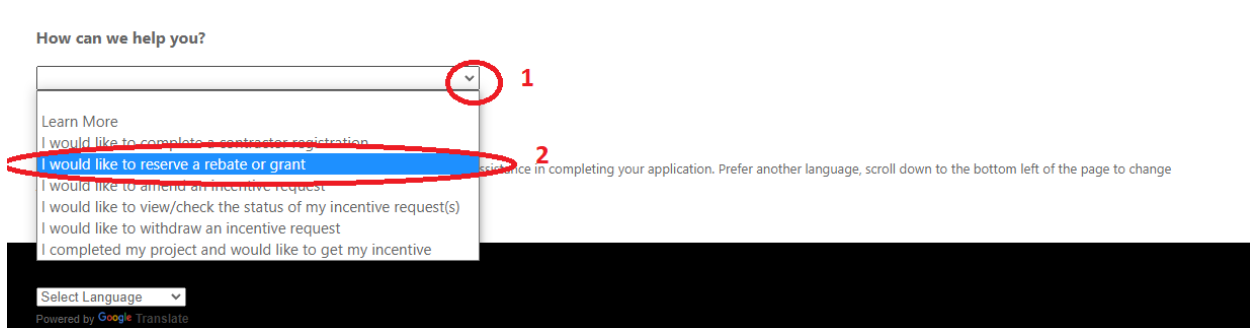 How can we help you?
1
Learn More
I would like to complete a contractor registration
I would like to reserve a rebate or grant
2
in completing your application. Prefer another language, scroll down to the bottom left of the page to change
I would like to amend an incentive request
I would like to view/check the status of my incentive request(s)
I would like to withdraw an incentive request
I completed my project and would like to get my incentive
Select Language
Powered by Google Translate